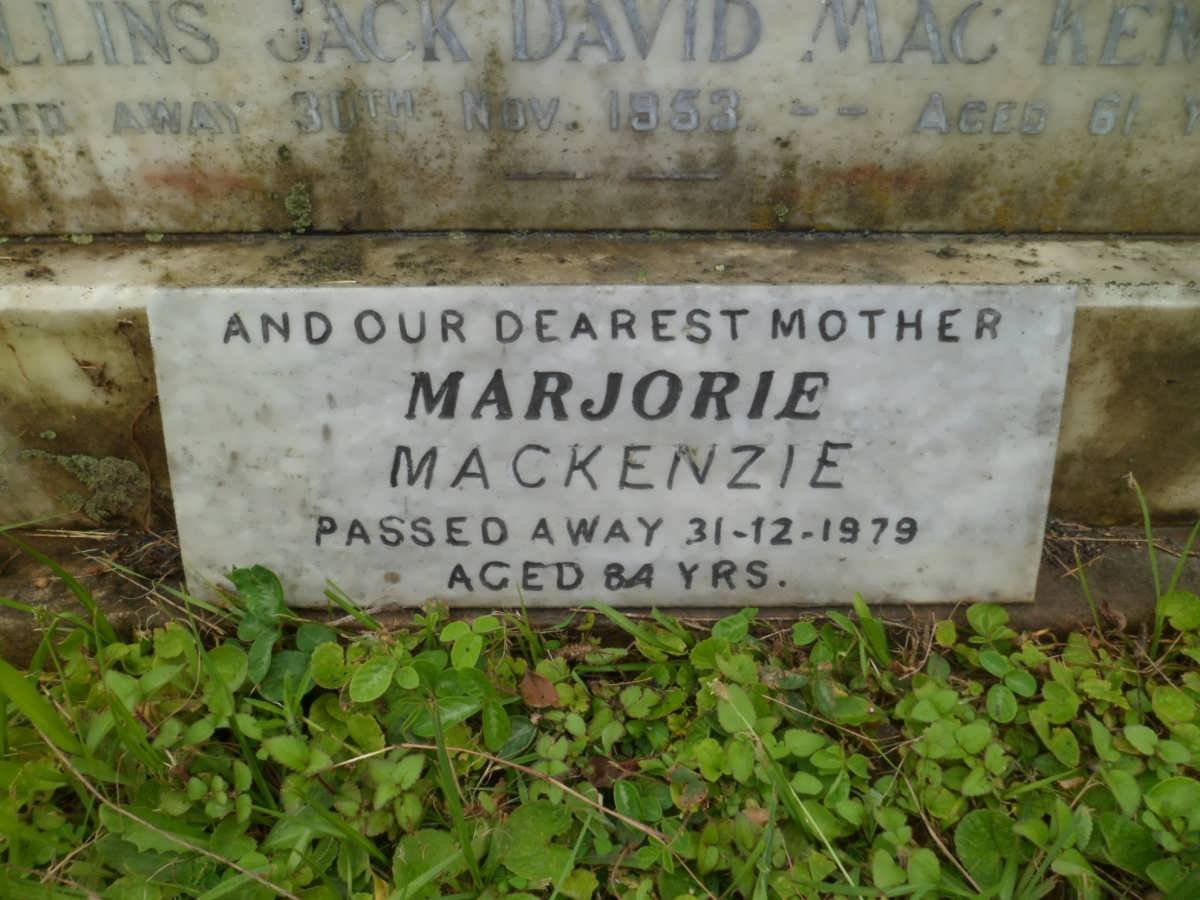 JACK DAVID MAC
AWAY 30TH NOV. 1953. -- AGED 61
AND OUR DEAREST MOTHER
MARJORIE
MACKENZIE
PASSED AWAY 31-12-1979
AGED 84 YRS.